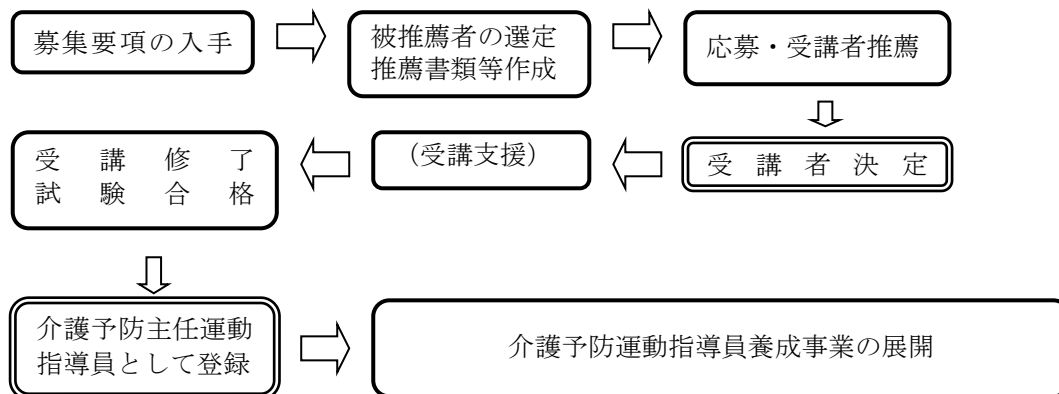 募集要項の入手
被推薦者の選定
推薦書類等作成
応募・受講者推薦
受講者決定
(受講支援)
受講修了
試験合格
介護予防主任運動
指導員として登録
介護予防運動指導員養成事業の展開